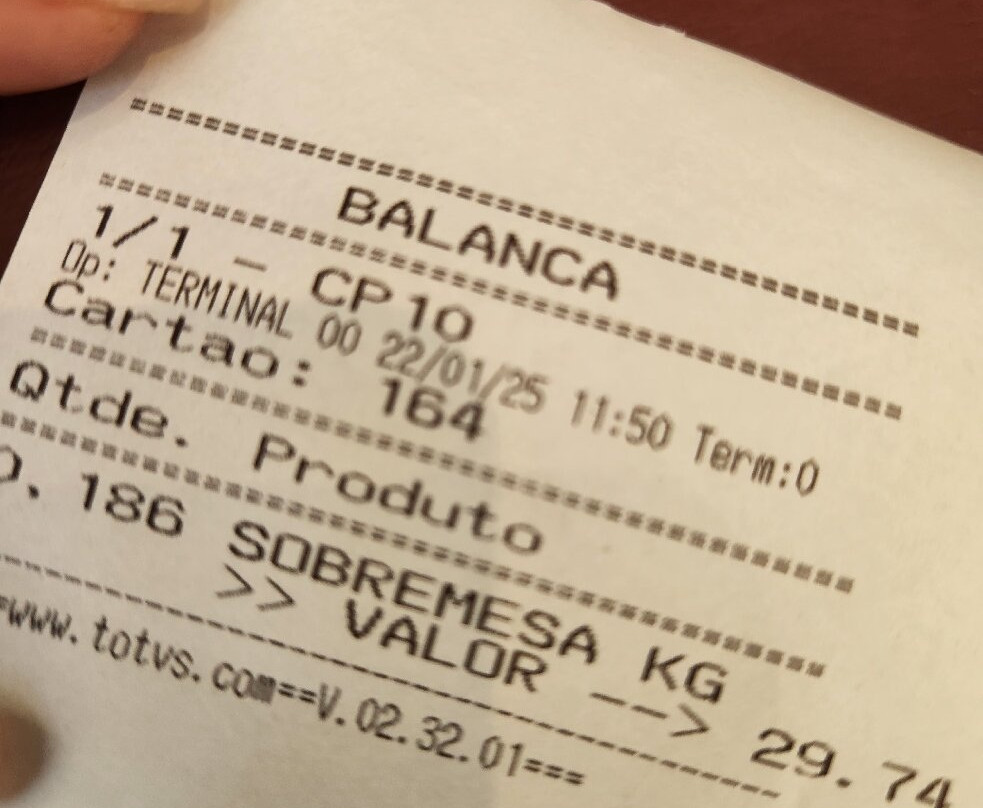 ==========================================
BALANCA
==========================================
1/1 - CP10
Op: TERMINAL 00 22/01/25 11:50 Term:0
Cartao: 164
==========================================
Qtde. Produto
==========================================
0.186 SOBREMESA KG
>> VALOR --> 29.74
------------------------------------------
=www.totvs.com==V.02.32.01===